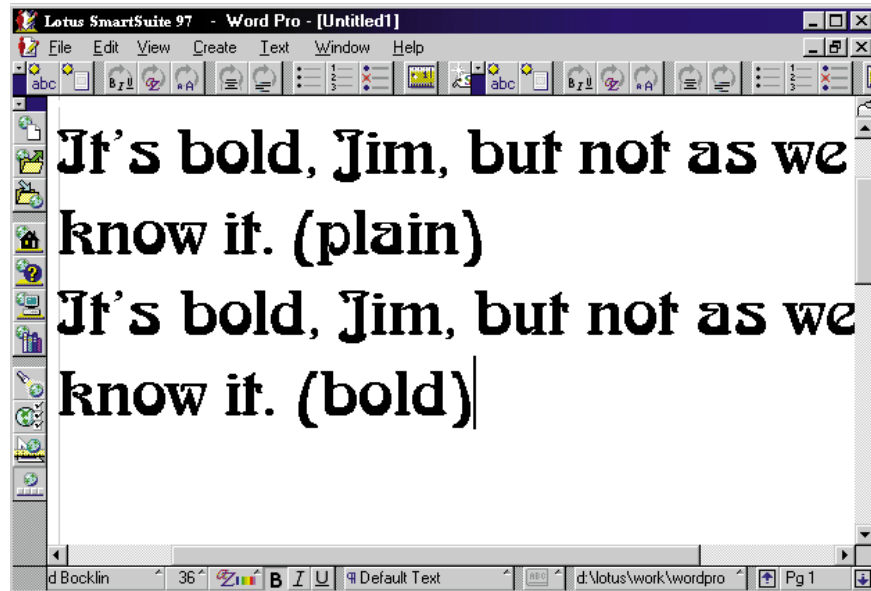 Lotus SmartSuite 97 - Word Pro - [Untitled1]
File Edit View Create Text Window Help
It's bold, Jim, but not as we
know it. (plain)
It's bold, Jim, but not as we
know it. (bold)
d Bocklin 36 B I U ¶ Default Text ABC d:\lotus\work\wordpro Pg 1